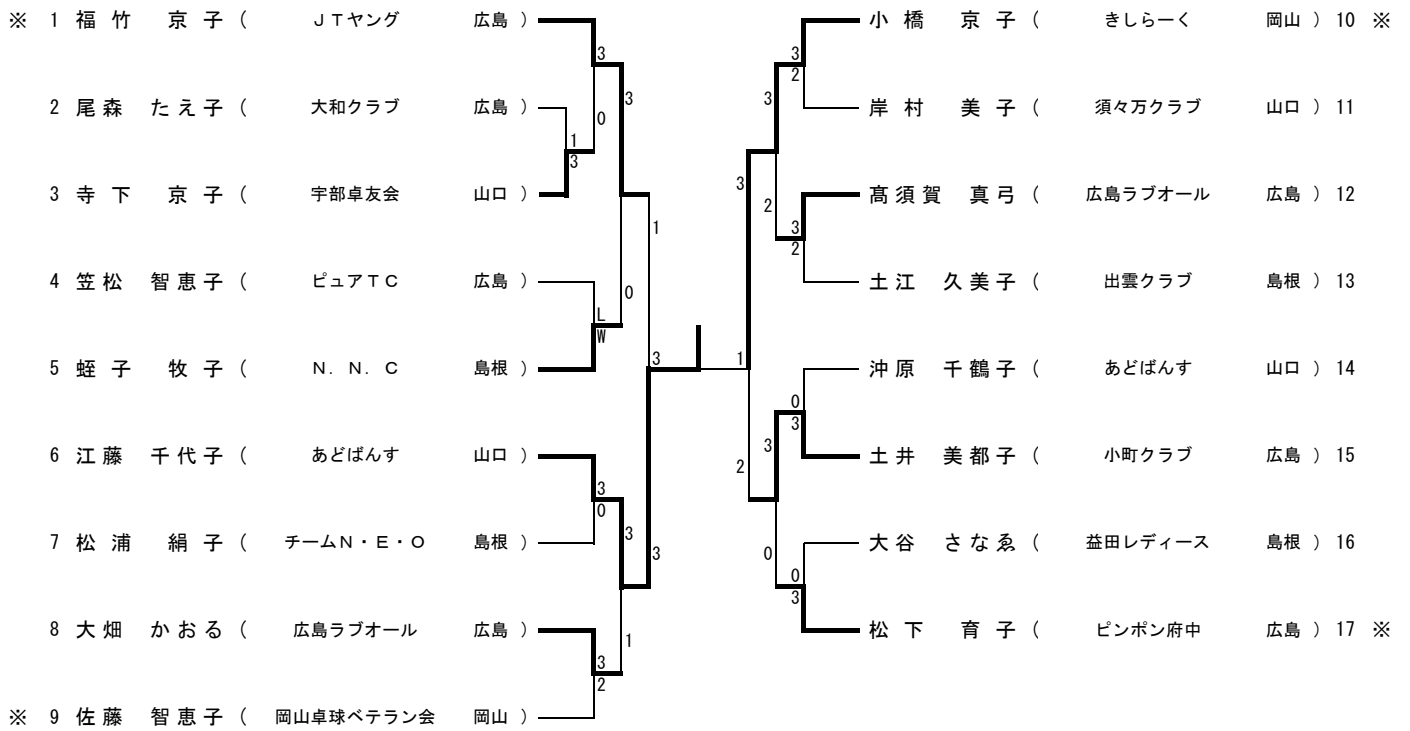 ※ 1 福竹 京子 ( JTヤング 広島 )
3
3
2 尾森 たえ子 ( 大和クラブ 広島 )
0
1
3
3 寺下 京子 ( 宇部卓友会 山口 )
1
4 笠松 智恵子 ( ピュアTC 広島 )
0
L
W
5 蛭子 牧子 ( N.N.C 島根 )
3
6 江藤 千代子 ( あどばんす 山口 )
3
0
3
7 松浦 絹子 ( チームN・E・O 島根 )
3
8 大畑 かおる ( 広島ラブオール 広島 )
1
3
2
※ 9 佐藤 智恵子 ( 岡山卓球ベテラン会 岡山 )
小橋 京子 ( きしらーく 岡山 ) 10 ※
3
2
3
岸村 美子 ( 須々万クラブ 山口 ) 11
3
髙須賀 真弓 ( 広島ラブオール 広島 ) 12
2
3
2
土江 久美子 ( 出雲クラブ 島根 ) 13
1
沖原 千鶴子 ( あどばんす 山口 ) 14
0
3
3
土井 美都子 ( 小町クラブ 広島 ) 15
2
大谷 さなゑ ( 益田レディース 島根 ) 16
0
0
3
松下 育子 ( ピンポン府中 広島 ) 17 ※